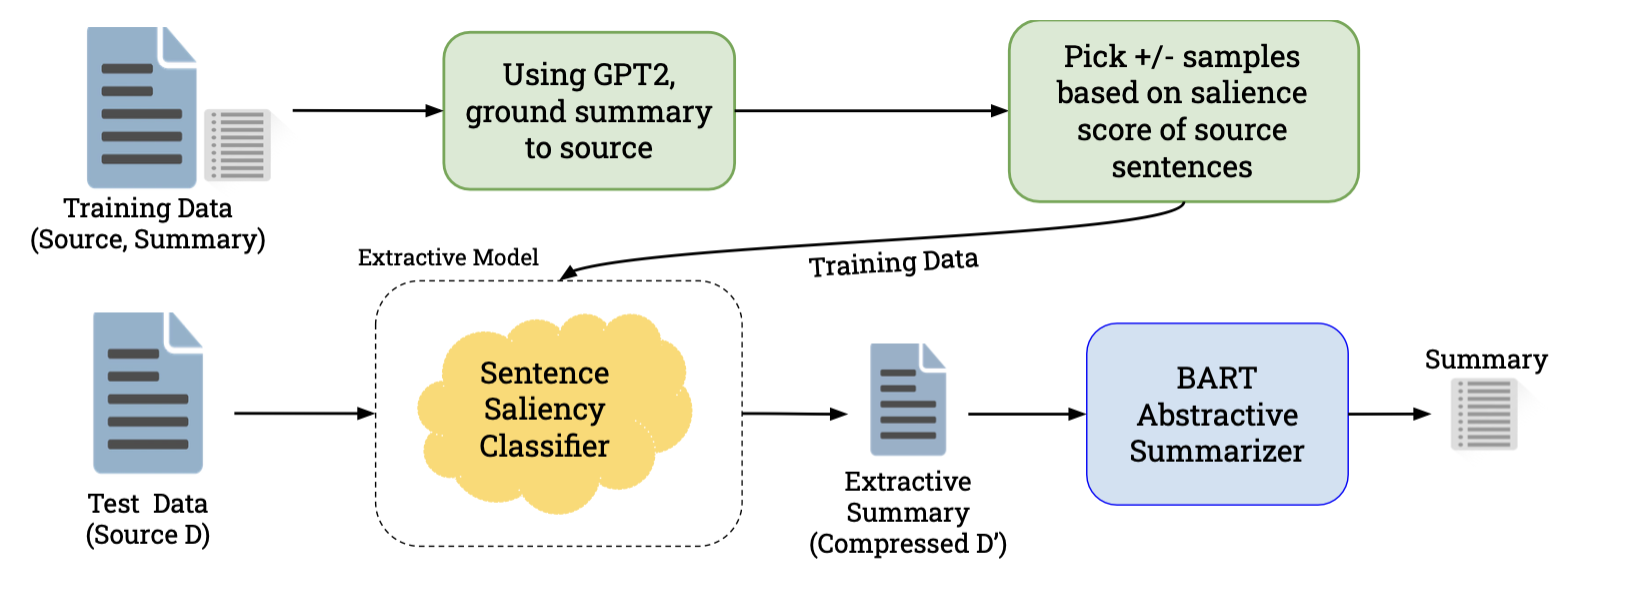 Using GPT2,
ground summary
to source
Pick +/- samples
based on salience
score of source
sentences
Training Data
(Source, Summary)
Extractive Model
Training Data
Sentence
Saliency
Classifier
Test Data
(Source D)
Extractive
Summary
(Compressed D’)
BART
Abstractive
Summarizer
Summary